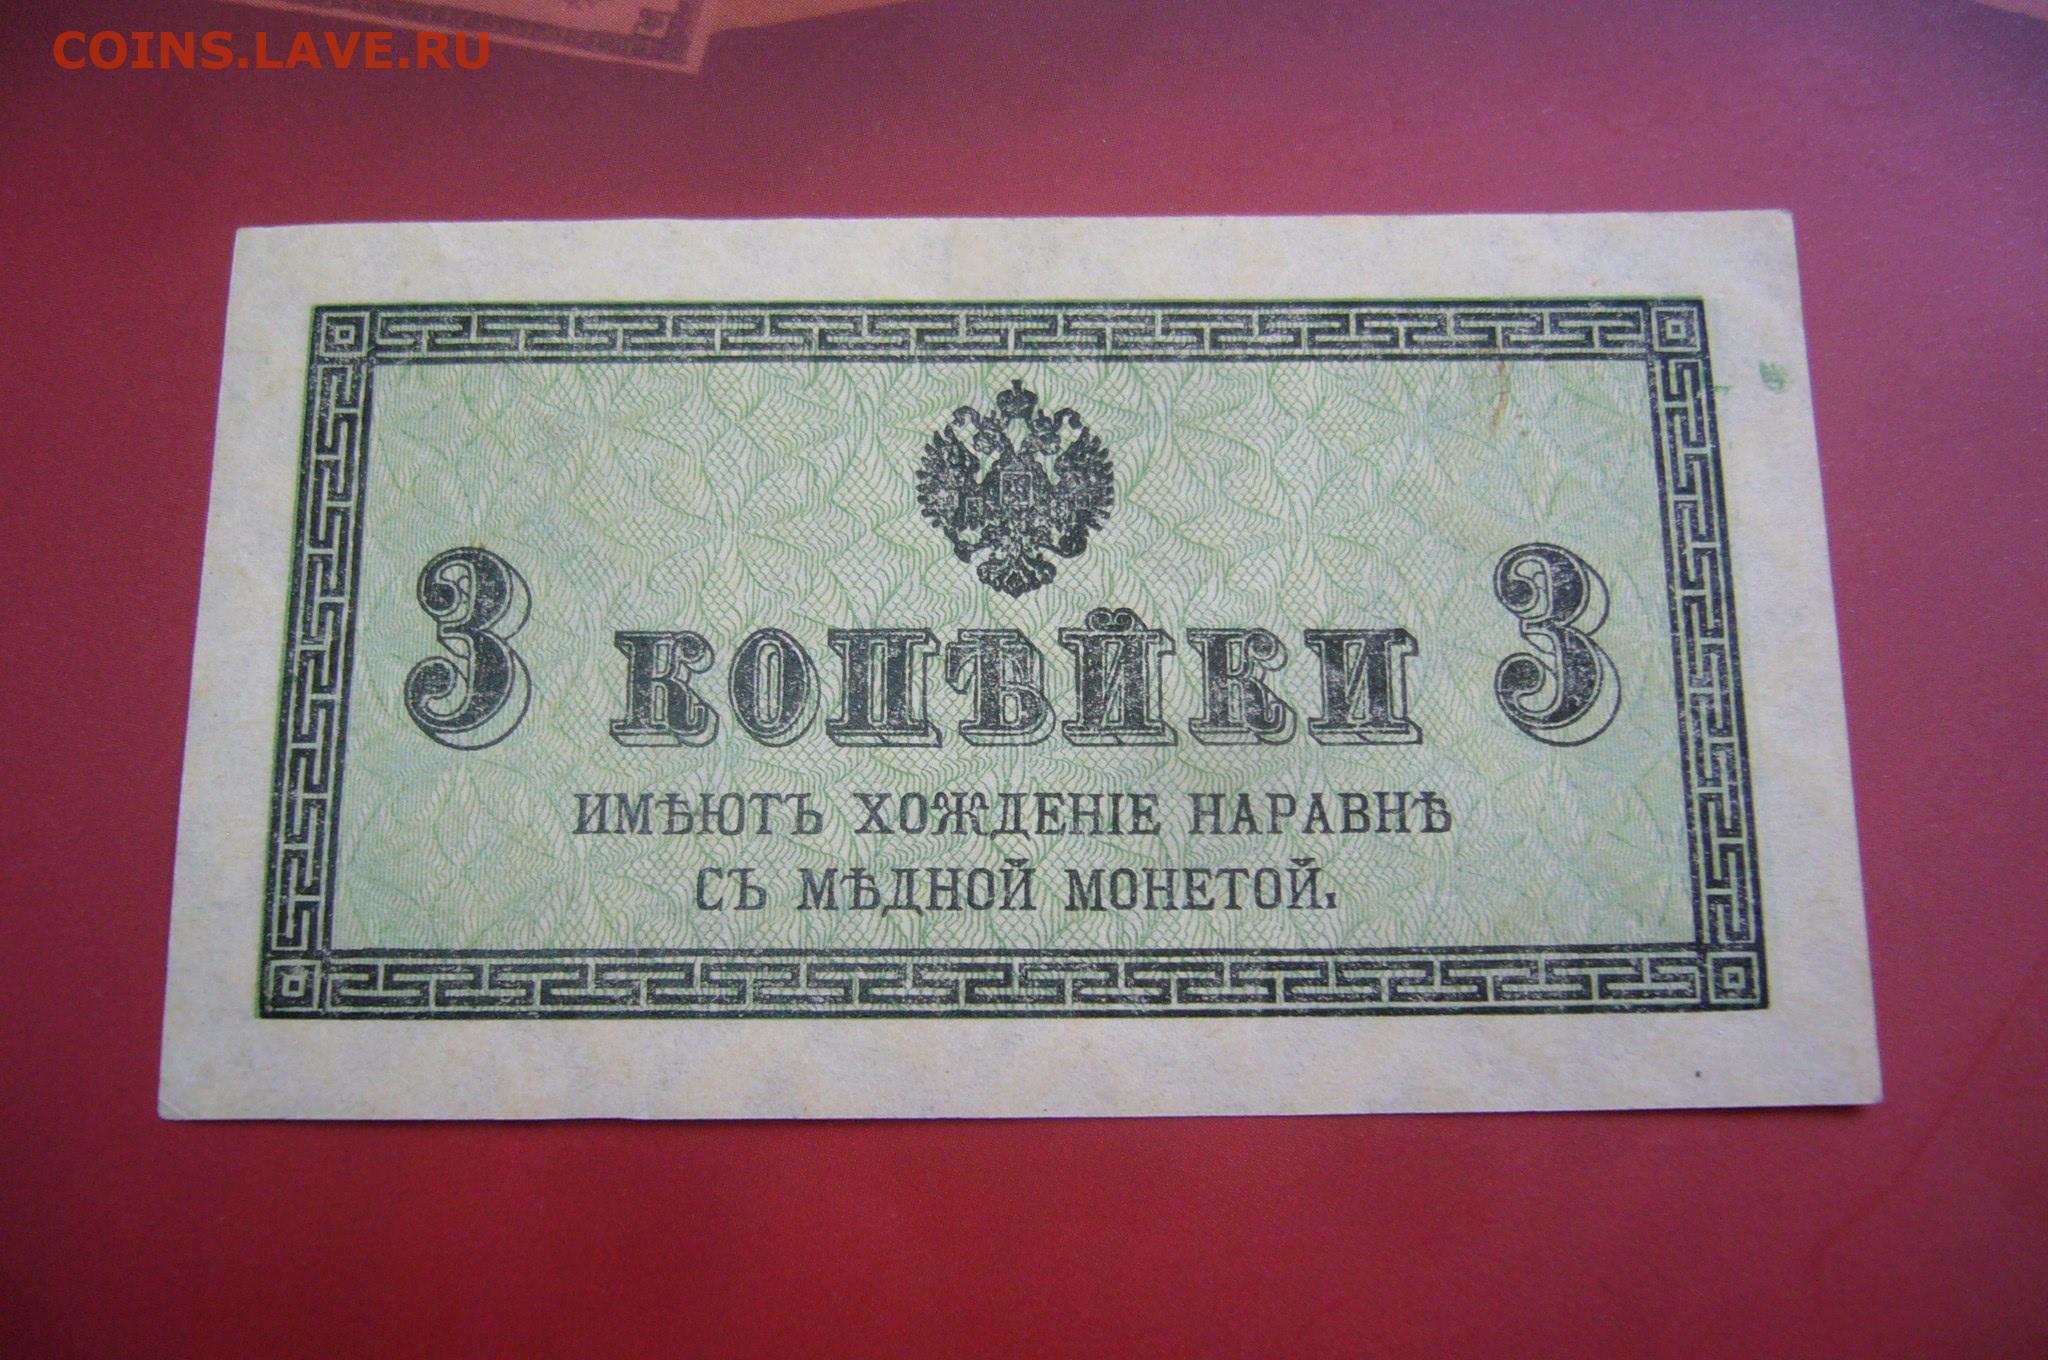 COINS.LAVE.RU
3 КОПѢЙКИ 3
ИМѢЮТЪ ХОЖДЕНІЕ НАРАВНѢ
СЪ МѢДНОЙ МОНЕТОЙ.